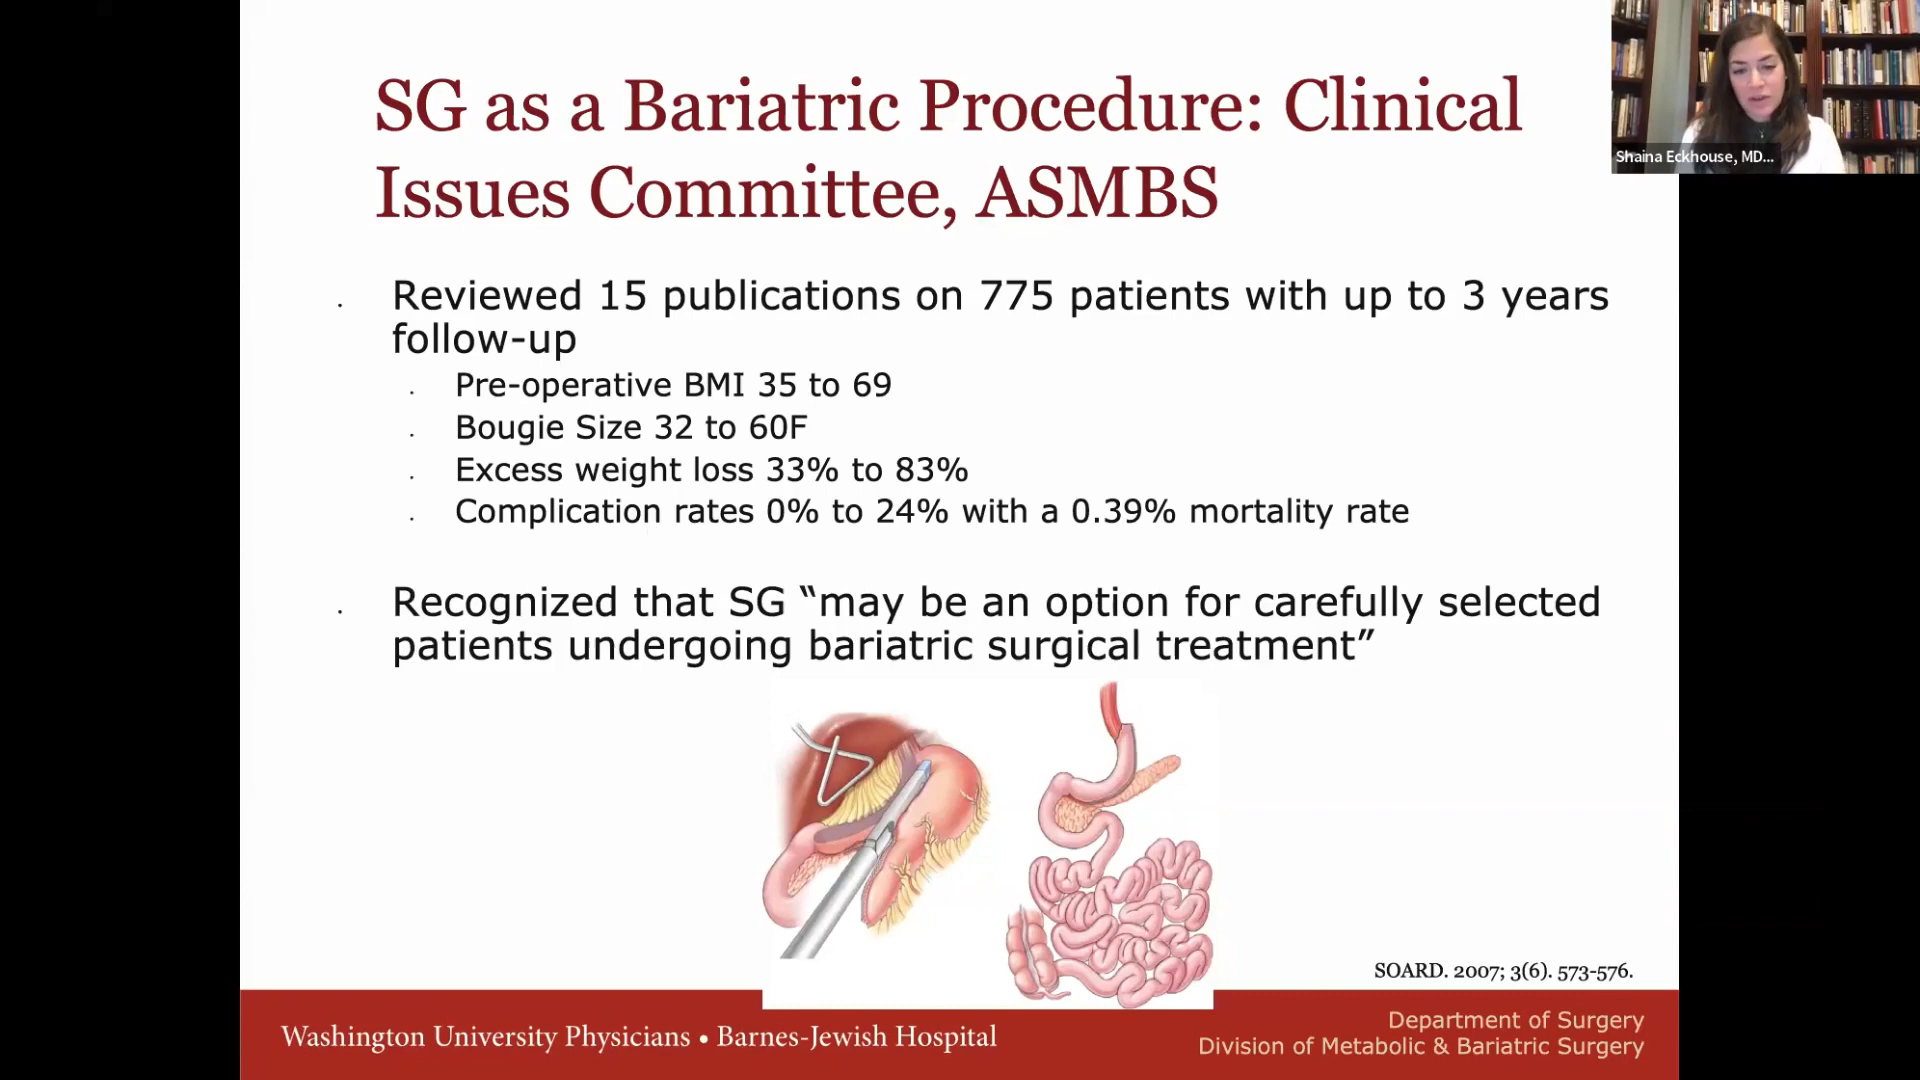 SG as a Bariatric Procedure: Clinical
Issues Committee, ASMBS
Shaina Eckhouse, MD...
· Reviewed 15 publications on 775 patients with up to 3 years
follow-up
· Pre-operative BMI 35 to 69
· Bougie Size 32 to 60F
· Excess weight loss 33% to 83%
· Complication rates 0% to 24% with a 0.39% mortality rate
· Recognized that SG “may be an option for carefully selected
patients undergoing bariatric surgical treatment”
SOARD. 2007; 3(6). 573-576.
Washington University Physicians • Barnes-Jewish Hospital
Department of Surgery
Division of Metabolic & Bariatric Surgery